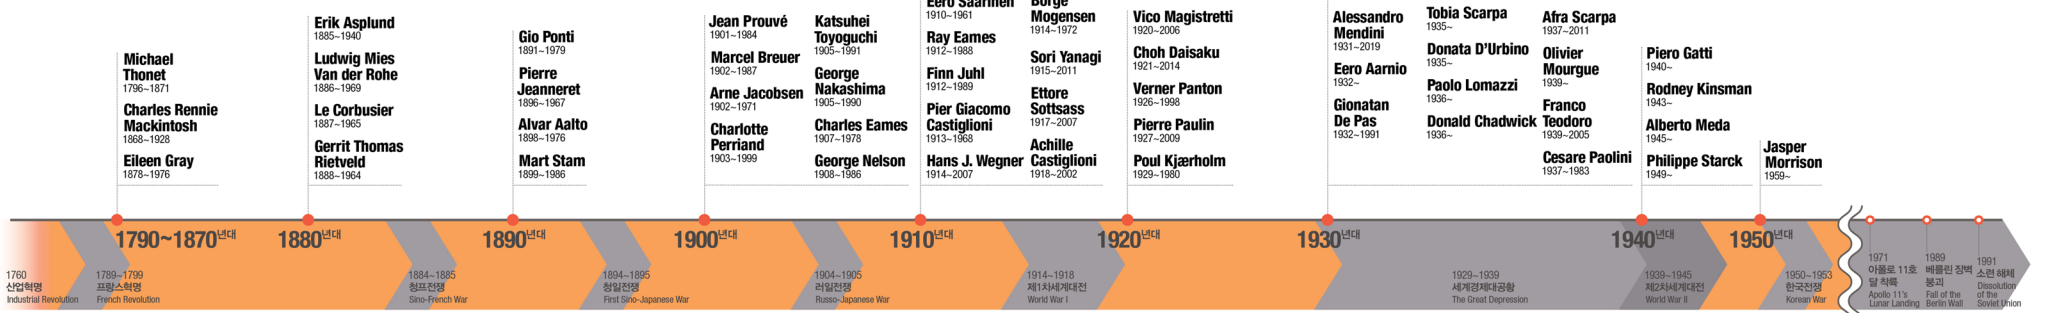 Michael
Thonet
1796~1871
Charles Rennie
Mackintosh
1868~1928
Eileen Gray
1878~1976
Erik Asplund
1885~1940
Ludwig Mies
Van der Rohe
1886~1969
Le Corbusier
1887~1965
Gerrit Thomas
Rietveld
1888~1964
Gio Ponti
1891~1979
Pierre
Jeanneret
1896~1967
Alvar Aalto
1898~1976
Mart Stam
1899~1986
Jean Prouvé
1901~1984
Marcel Breuer
1902~1987
Arne Jacobsen
1902~1971
Charlotte
Perriand
1903~1999
Katsuhei
Toyoguchi
1905~1991
George
Nakashima
1905~1990
Charles Eames
1907~1978
George Nelson
1908~1986
Eero Saarinen
1910~1961
Ray Eames
1912~1988
Finn Juhl
1912~1989
Pier Giacomo
Castiglioni
1913~1968
Hans J. Wegner
1914~2007
Børge
Mogensen
1914~1972
Sori Yanagi
1915~2011
Ettore
Sottsass
1917~2007
Achille
Castiglioni
1918~2002
Vico Magistretti
1920~2006
Choh Daisaku
1921~2014
Verner Panton
1926~1998
Pierre Paulin
1927~2009
Poul Kjærholm
1929~1980
Alessandro
Mendini
1931~2019
Eero Aarnio
1932~
Gionatan
De Pas
1932~1991
Tobia Scarpa
1935~
Donata D'Urbino
1935~
Paolo Lomazzi
1936~
Donald Chadwick
1936~
Afra Scarpa
1937~2011
Olivier
Mourgue
1939~
Franco
Teodoro
1939~2005
Cesare Paolini
1937~1983
Piero Gatti
1940~
Rodney Kinsman
1943~
Alberto Meda
1945~
Philippe Starck
1949~
Jasper
Morrison
1959~
1790~1870년대
1880년대
1890년대
1900년대
1910년대
1920년대
1930년대
1940년대
1950년대
1760
산업혁명
Industrial Revolution
1789~1799
프랑스혁명
French Revolution
1884~1885
청프전쟁
Sino-French War
1894~1895
청일전쟁
First Sino-Japanese War
1904~1905
러일전쟁
Russo-Japanese War
1914~1918
제1차세계대전
World War I
1929~1939
세계경제대공황
The Great Depression
1939~1945
제2차세계대전
World War II
1950~1953
한국전쟁
Korean War
1971
아폴로 11호
달 착륙
Apollo 11's
Lunar Landing
1989
베를린 장벽
붕괴
Fall of the
Berlin Wall
1991
소련 해체
Dissolution
of the
Soviet Union